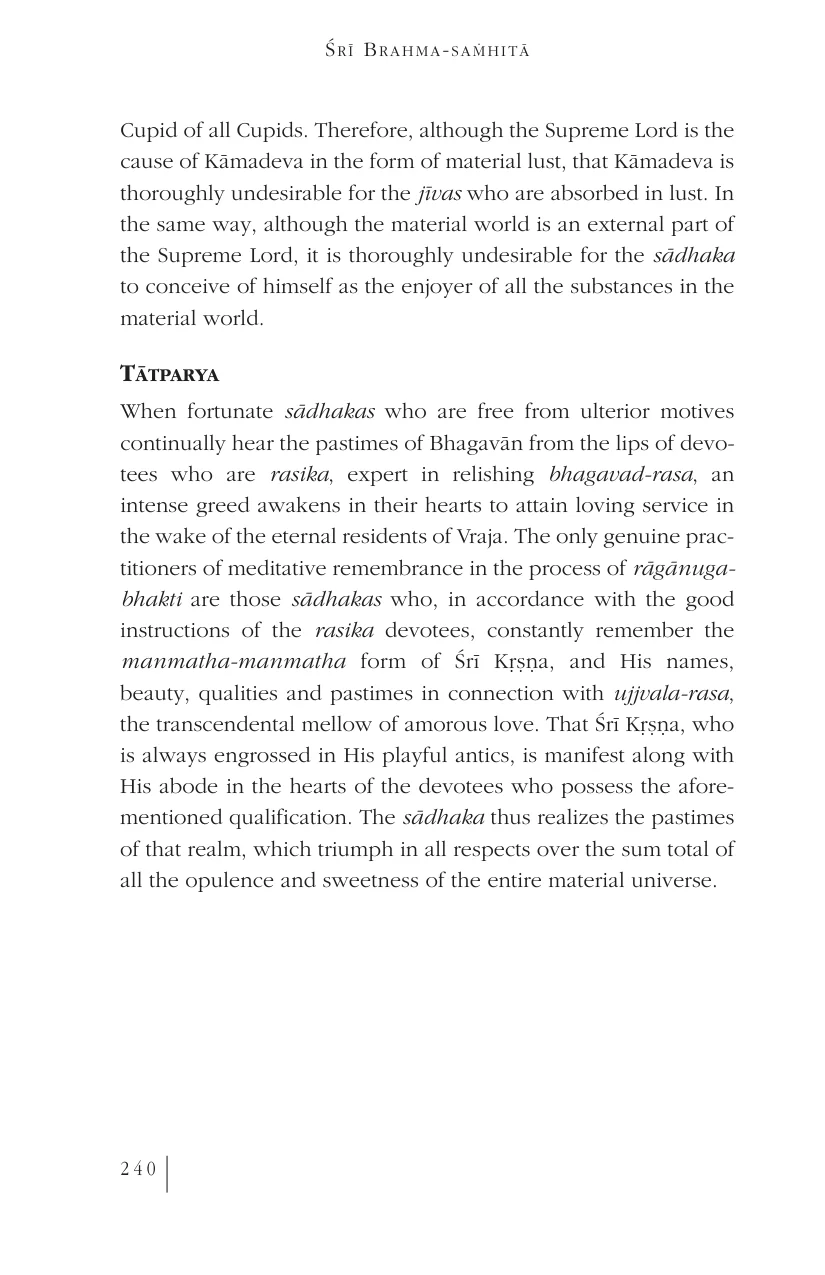 Śrī Brahma-saṁhitā
Cupid of all Cupids. Therefore, although the Supreme Lord is the
cause of Kāmadeva in the form of material lust, that Kāmadeva is
thoroughly undesirable for the jīvas who are absorbed in lust. In
the same way, although the material world is an external part of
the Supreme Lord, it is thoroughly undesirable for the sādhaka
to conceive of himself as the enjoyer of all the substances in the
material world.
Tātparya
When fortunate sādhakas who are free from ulterior motives
continually hear the pastimes of Bhagavān from the lips of devo-
tees who are rasika, expert in relishing bhagavad-rasa, an
intense greed awakens in their hearts to attain loving service in
the wake of the eternal residents of Vraja. The only genuine prac-
titioners of meditative remembrance in the process of rāgānuga-
bhakti are those sādhakas who, in accordance with the good
instructions of the rasika devotees, constantly remember the
manmatha-manmatha form of Śrī Kṛṣṇa, and His names,
beauty, qualities and pastimes in connection with ujjvala-rasa,
the transcendental mellow of amorous love. That Śrī Kṛṣṇa, who
is always engrossed in His playful antics, is manifest along with
His abode in the hearts of the devotees who possess the afore-
mentioned qualification. The sādhaka thus realizes the pastimes
of that realm, which triumph in all respects over the sum total of
all the opulence and sweetness of the entire material universe.
240